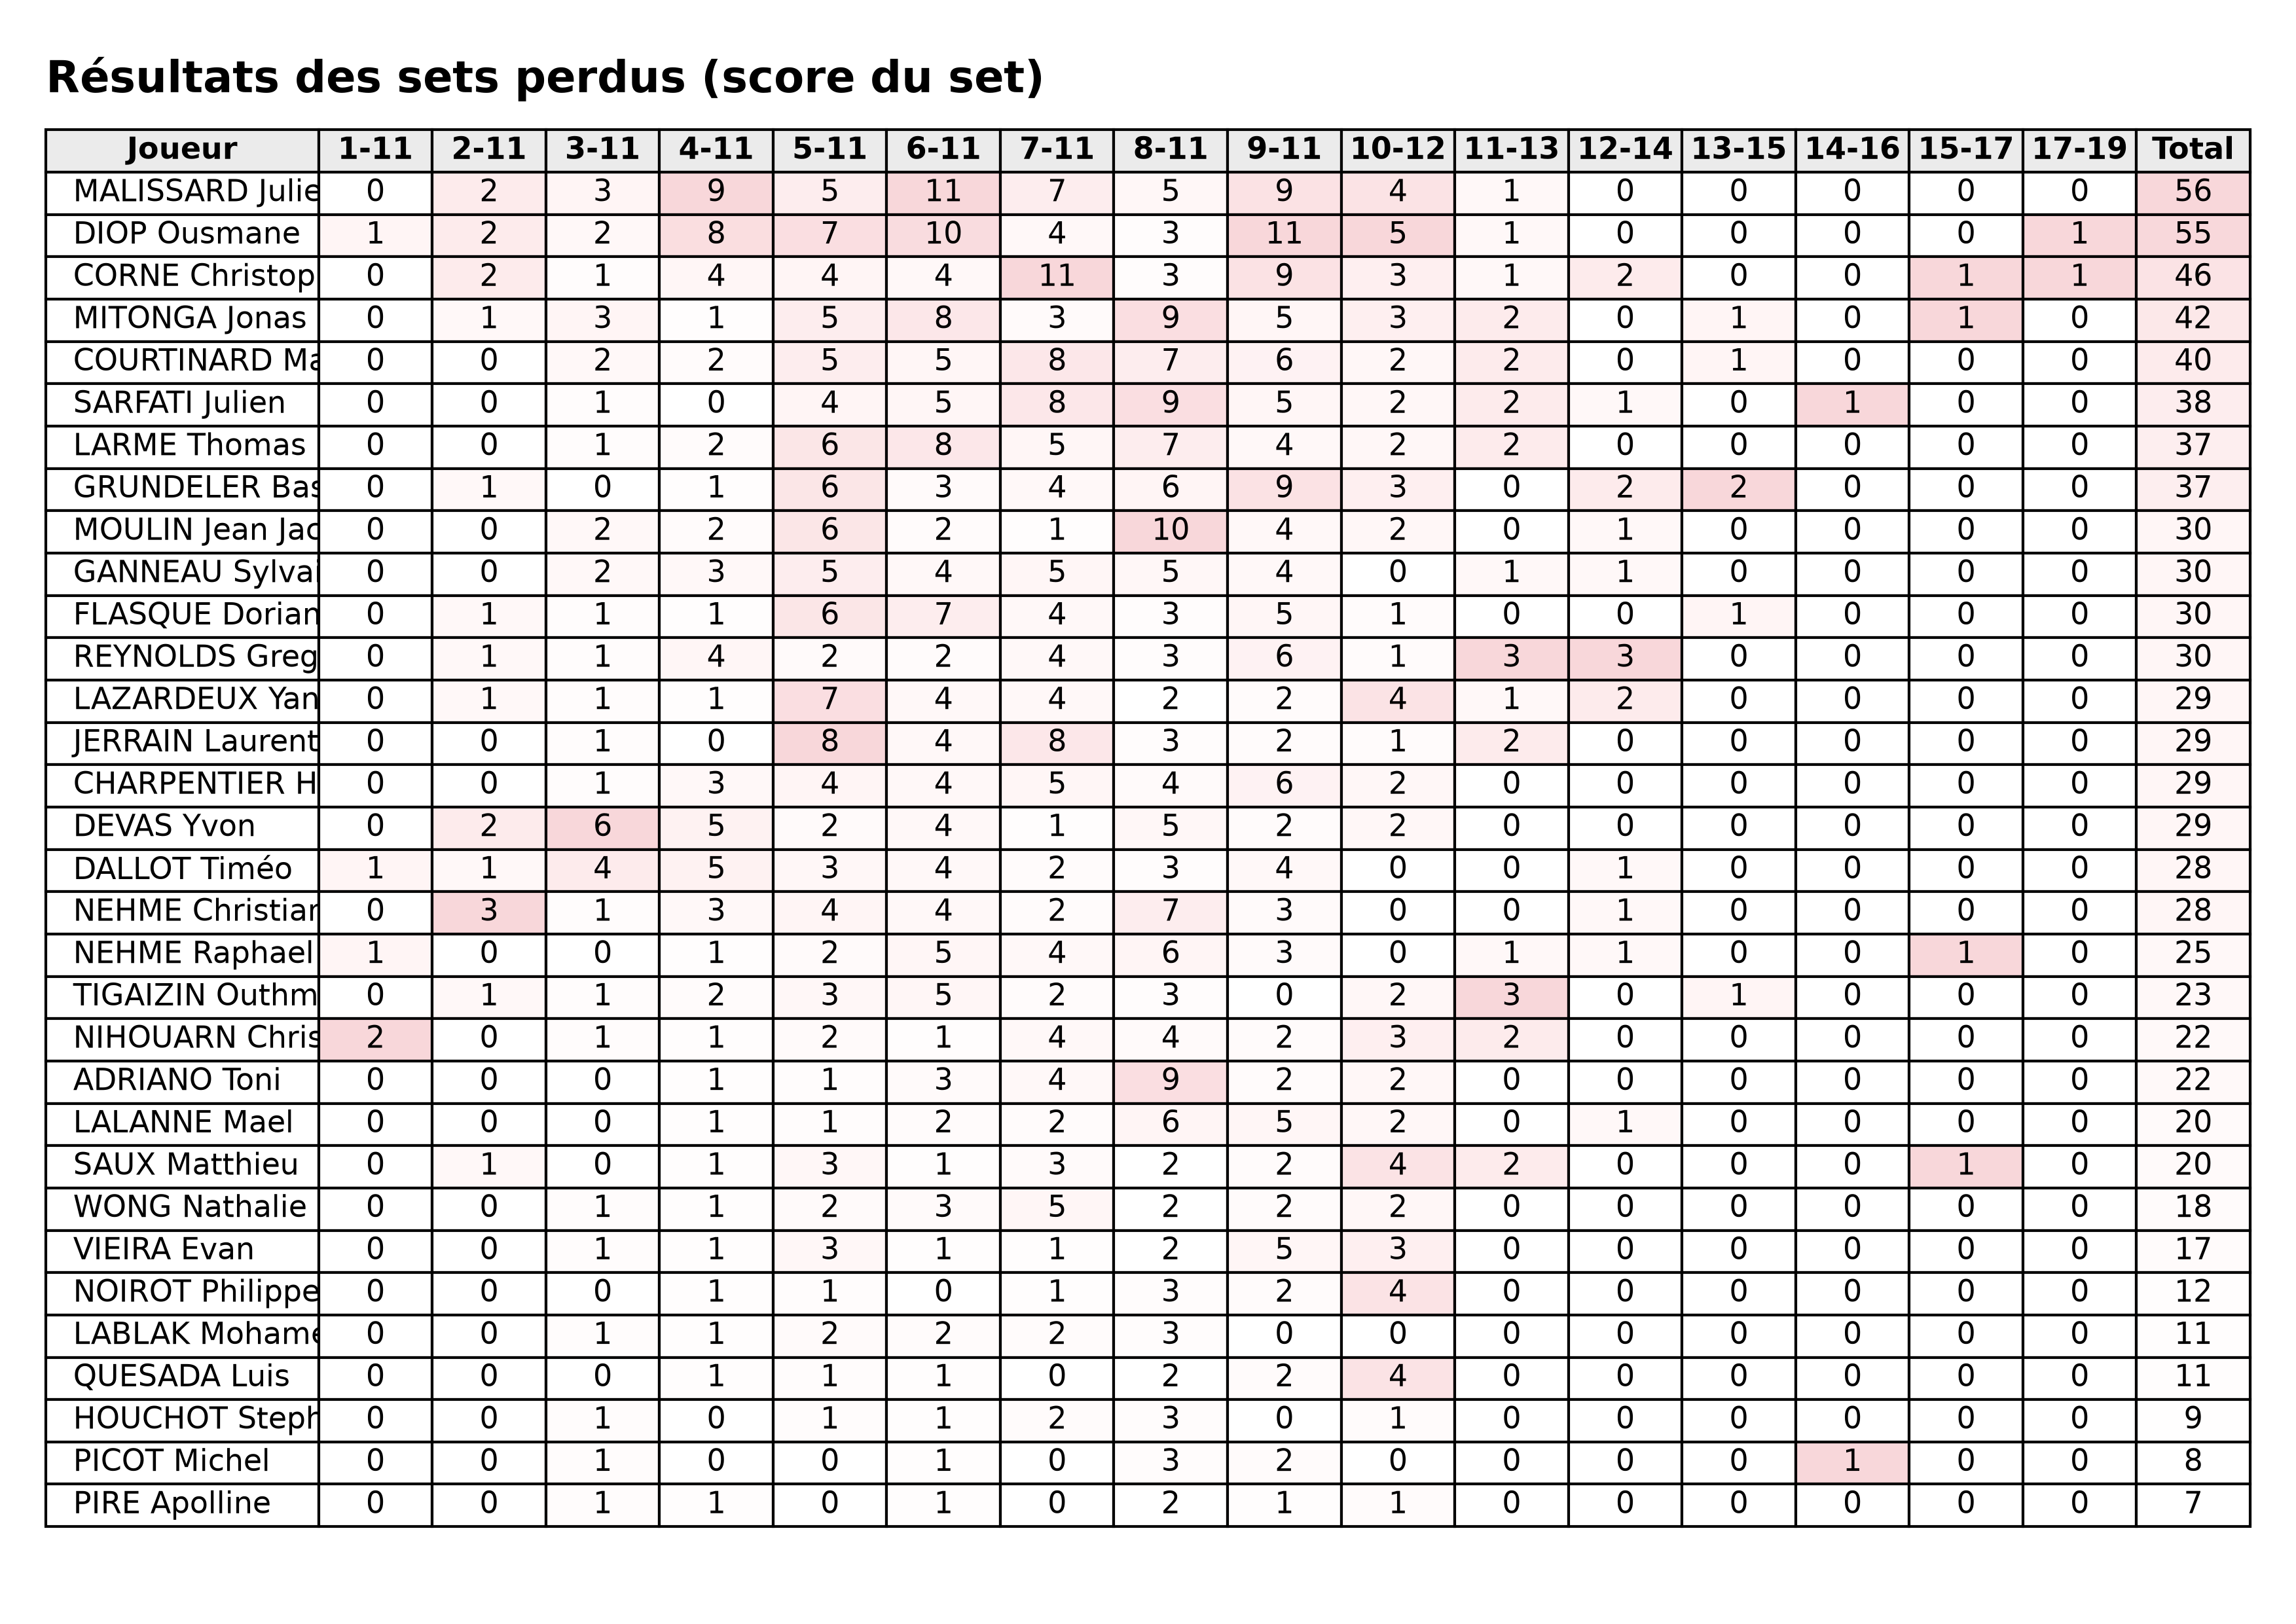 Résultats des sets perdus (score du set)
Joueur 1-11 2-11 3-11 4-11 5-11 6-11 7-11 8-11 9-11 10-12 11-13 12-14 13-15 14-16 15-17 17-19 Total
MALISSARD Julie 0 2 3 9 5 11 7 5 9 4 1 0 0 0 0 0 56
DIOP Ousmane 1 2 2 8 7 10 4 3 11 5 1 0 0 0 0 1 55
CORNE Christop 0 2 1 4 4 4 11 3 9 3 1 2 0 0 1 1 46
MITONGA Jonas 0 1 3 1 5 8 3 9 5 3 2 0 1 0 1 0 42
COURTINARD Ma 0 0 2 2 5 5 8 7 6 2 2 0 1 0 0 0 40
SARFATI Julien 0 0 1 0 4 5 8 9 5 2 2 1 0 1 0 0 38
LARME Thomas 0 0 1 2 6 8 5 7 4 2 2 0 0 0 0 0 37
GRUNDELER Bas 0 1 0 1 6 3 4 6 9 3 0 2 2 0 0 0 37
MOULIN Jean Jac 0 0 2 2 6 2 1 10 4 2 0 1 0 0 0 0 30
GANNEAU Sylvai 0 0 2 3 5 4 5 5 4 0 1 1 0 0 0 0 30
FLASQUE Dorian 0 1 1 1 6 7 4 3 5 1 0 0 1 0 0 0 30
REYNOLDS Greg 0 1 1 4 2 2 4 3 6 1 3 3 0 0 0 0 30
LAZARDEUX Yan 0 1 1 1 7 4 4 2 2 4 1 2 0 0 0 0 29
JERRAIN Laurent 0 0 1 0 8 4 8 3 2 1 2 0 0 0 0 0 29
CHARPENTIER H 0 0 1 3 4 4 5 4 6 2 0 0 0 0 0 0 29
DEVAS Yvon 0 2 6 5 2 4 1 5 2 2 0 0 0 0 0 0 29
DALLOT Timéo 1 1 4 5 3 4 2 3 4 0 0 1 0 0 0 0 28
NEHME Christian 0 3 1 3 4 4 2 7 3 0 0 1 0 0 0 0 28
NEHME Raphael 1 0 0 1 2 5 4 6 3 0 1 1 0 0 1 0 25
TIGAIZIN Outhm 0 1 1 2 3 5 2 3 0 2 3 0 1 0 0 0 23
NIHOUARN Chris 2 0 1 1 2 1 4 4 2 3 2 0 0 0 0 0 22
ADRIANO Toni 0 0 0 1 1 3 4 9 2 2 0 0 0 0 0 0 22
LALANNE Mael 0 0 0 1 1 2 2 6 5 2 0 1 0 0 0 0 20
SAUX Matthieu 0 1 0 1 3 1 3 2 2 4 2 0 0 0 1 0 20
WONG Nathalie 0 0 1 1 2 3 5 2 2 2 0 0 0 0 0 0 18
VIEIRA Evan 0 0 1 1 3 1 1 2 5 3 0 0 0 0 0 0 17
NOIROT Philippe 0 0 0 1 1 0 1 3 2 4 0 0 0 0 0 0 12
LABLAK Mohame 0 0 1 1 2 2 2 3 0 0 0 0 0 0 0 0 11
QUESADA Luis 0 0 0 1 1 1 0 2 2 4 0 0 0 0 0 0 11
HOUCHOT Steph 0 0 1 0 1 1 2 3 0 1 0 0 0 0 0 0 9
PICOT Michel 0 0 1 0 0 1 0 3 2 0 0 0 0 1 0 0 8
PIRE Apolline 0 0 1 1 0 1 0 2 1 1 0 0 0 0 0 0 7